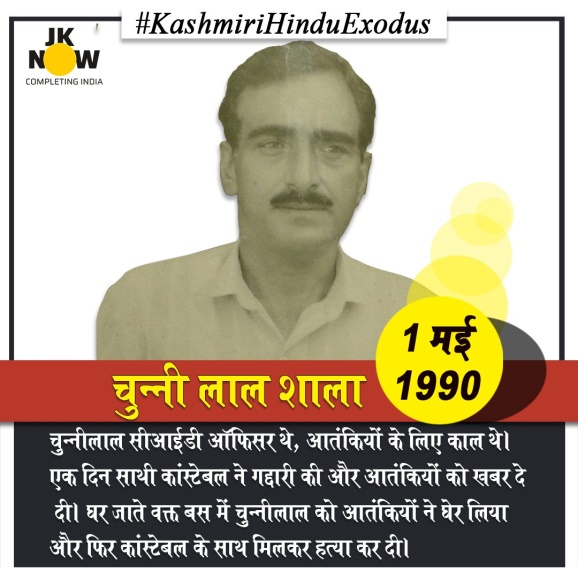 #KashmiriHinduExodus
JK
NOW
COMPLETING INDIA
1 मई
1990
चुन्नी लाल शाला
चुन्नीलाल सीआईडी ऑफिसर थे, आतंकियों के लिए काल थे।
एक दिन साथी कांस्टेबल ने गद्दारी की और आतंकियों को खबर दे
दी। घर जाते वक्त बस में चुन्नीलाल को आतंकियों ने घेर लिया
और फिर कांस्टेबल के साथ मिलकर हत्या कर दी।